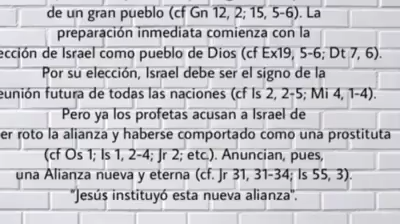 de un gran pueblo (cf Gn 12, 2; 15, 5-6). La
preparación inmediata comienza con la
ección de Israel como pueblo de Dios (cf Ex19, 5-6; Dt 7, 6).
Por su elección, Israel debe ser el signo de la
eunión futura de todas las naciones (cf Is 2, 2-5; Mi 4, 1-4).
Pero ya los profetas acusan a Israel de
er roto la alianza y haberse comportado como una prostituta
(cf Os 1; Is 1, 2-4; Jr 2; etc.). Anuncian, pues,
una Alianza nueva y eterna (cf. Jr 31, 31-34; Is 55, 3).
"Jesús instituyó esta nueva alianza".